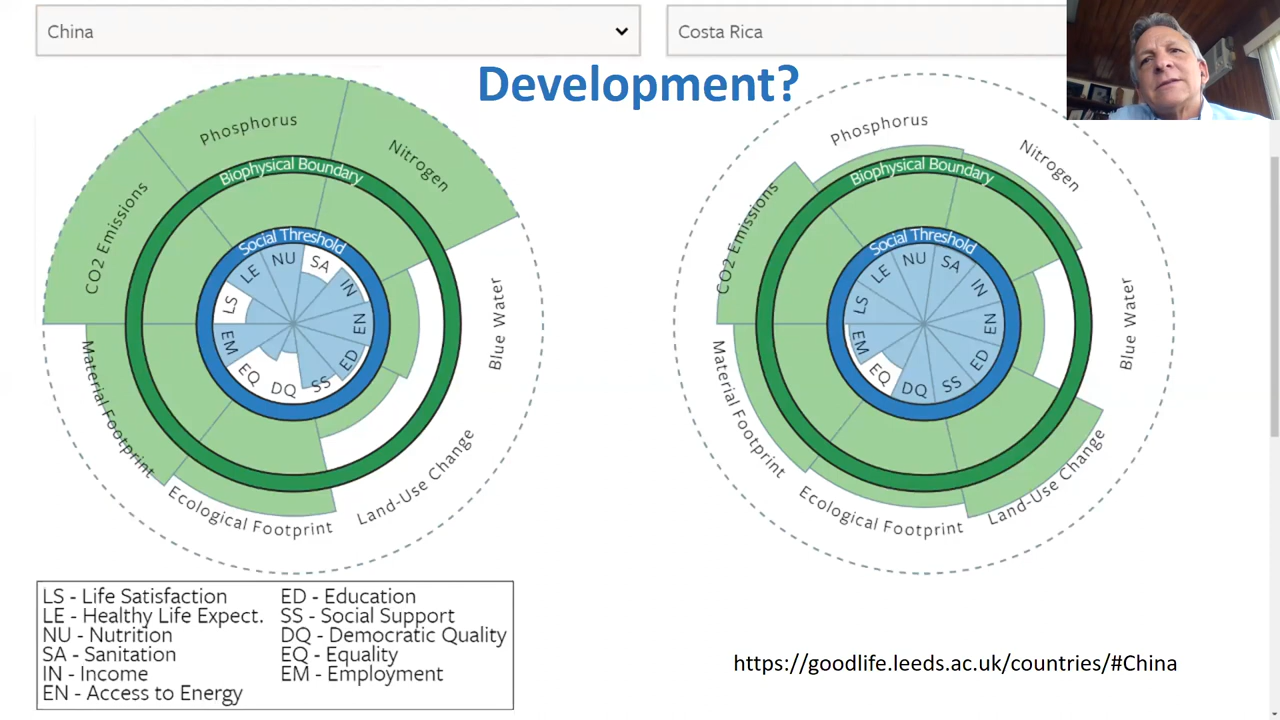 China
Costa Rica
Development?
Phosphorus
Nitrogen
CO2 Emissions
Biophysical Boundary
Social Threshold
NU
SA
LE
IN
LS
EN
EM
ED
EQ
DQ
SS
Blue Water
Material Footprint
Ecological Footprint
Land-Use Change
Phosphorus
Nitrogen
CO2 Emissions
Biophysical Boundary
Social Threshold
NU
SA
LE
IN
LS
EN
EM
ED
EQ
DQ
SS
Blue Water
Material Footprint
Ecological Footprint
Land-Use Change
LS - Life Satisfaction
LE - Healthy Life Expect.
NU - Nutrition
SA - Sanitation
IN - Income
EN - Access to Energy
ED - Education
SS - Social Support
DQ - Democratic Quality
EQ - Equality
EM - Employment
https://goodlife.leeds.ac.uk/countries/#China